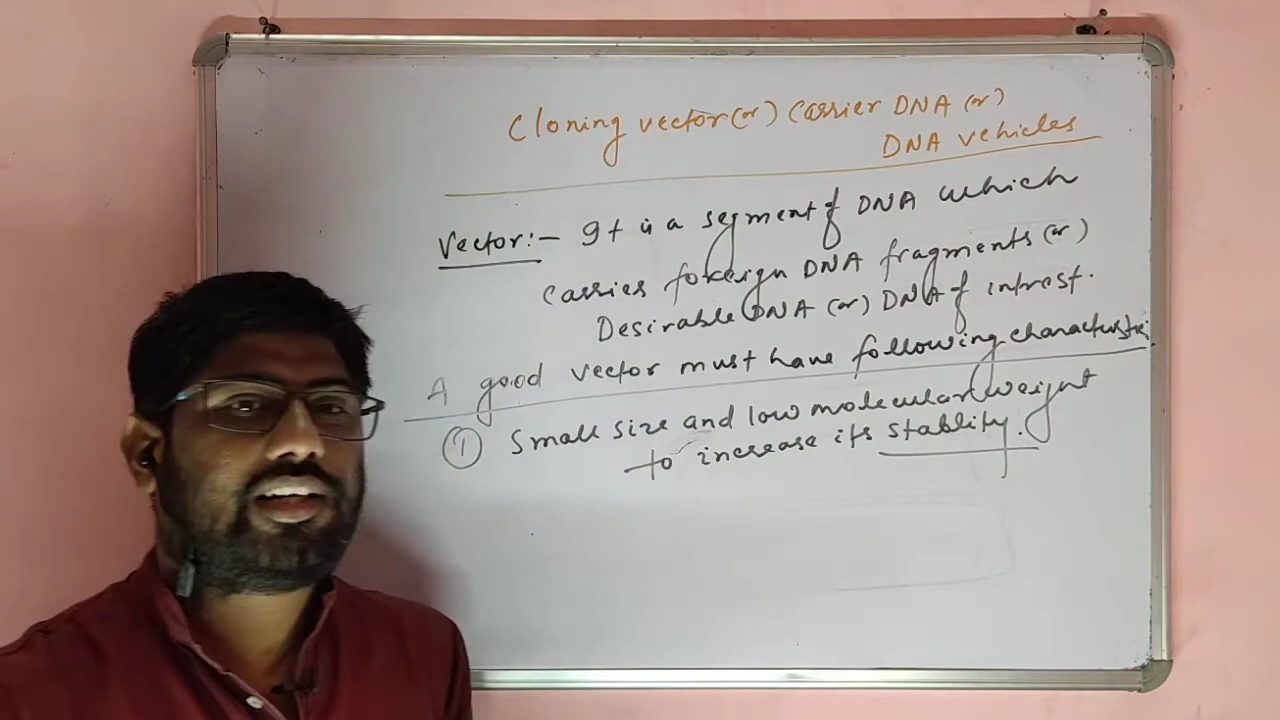 Cloning vector (or) Carrier DNA (or)
DNA vehicles
Vector:- It is a segment of DNA which
carries foreign DNA fragments (or)
Desirable DNA (or) DNA of intrest.
A good vector must have following characteristic
① Small size and low molecular weight
to increase its stablity.